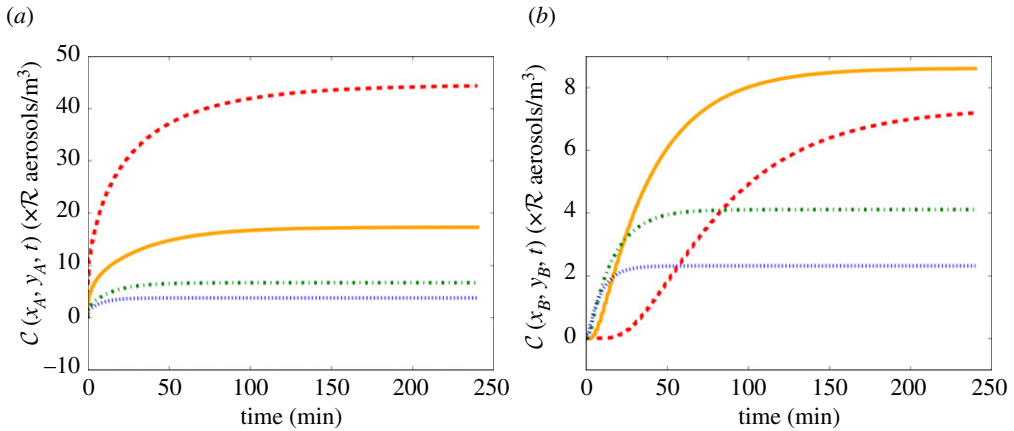 (a)
50
40
30
20
10
0
–10
0 50 100 150 200 250
time (min)
C (x_A, y_A, t) (×R aerosols/m³)
(b)
8
6
4
2
0
0 50 100 150 200 250
time (min)
C (x_B, y_B, t) (×R aerosols/m³)